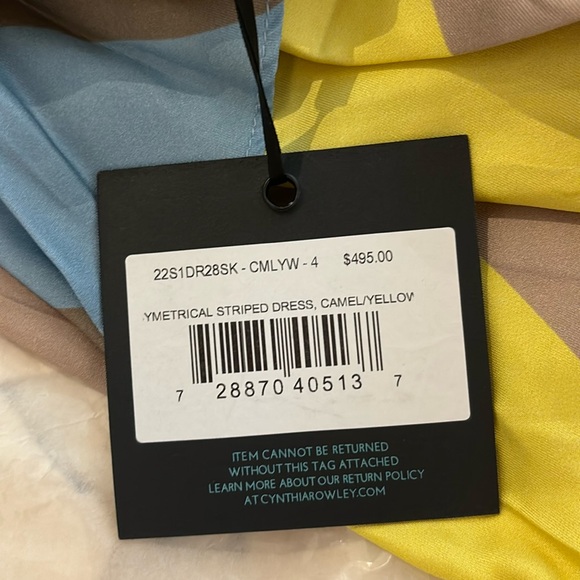 22S1DR28SK - CMLYW - 4 $495.00
YMETRICAL STRIPED DRESS, CAMEL/YELLOW
7 28870 40513 7
ITEM CANNOT BE RETURNED
WITHOUT THIS TAG ATTACHED
LEARN MORE ABOUT OUR RETURN POLICY
AT CYNTHIAROWLEY.COM